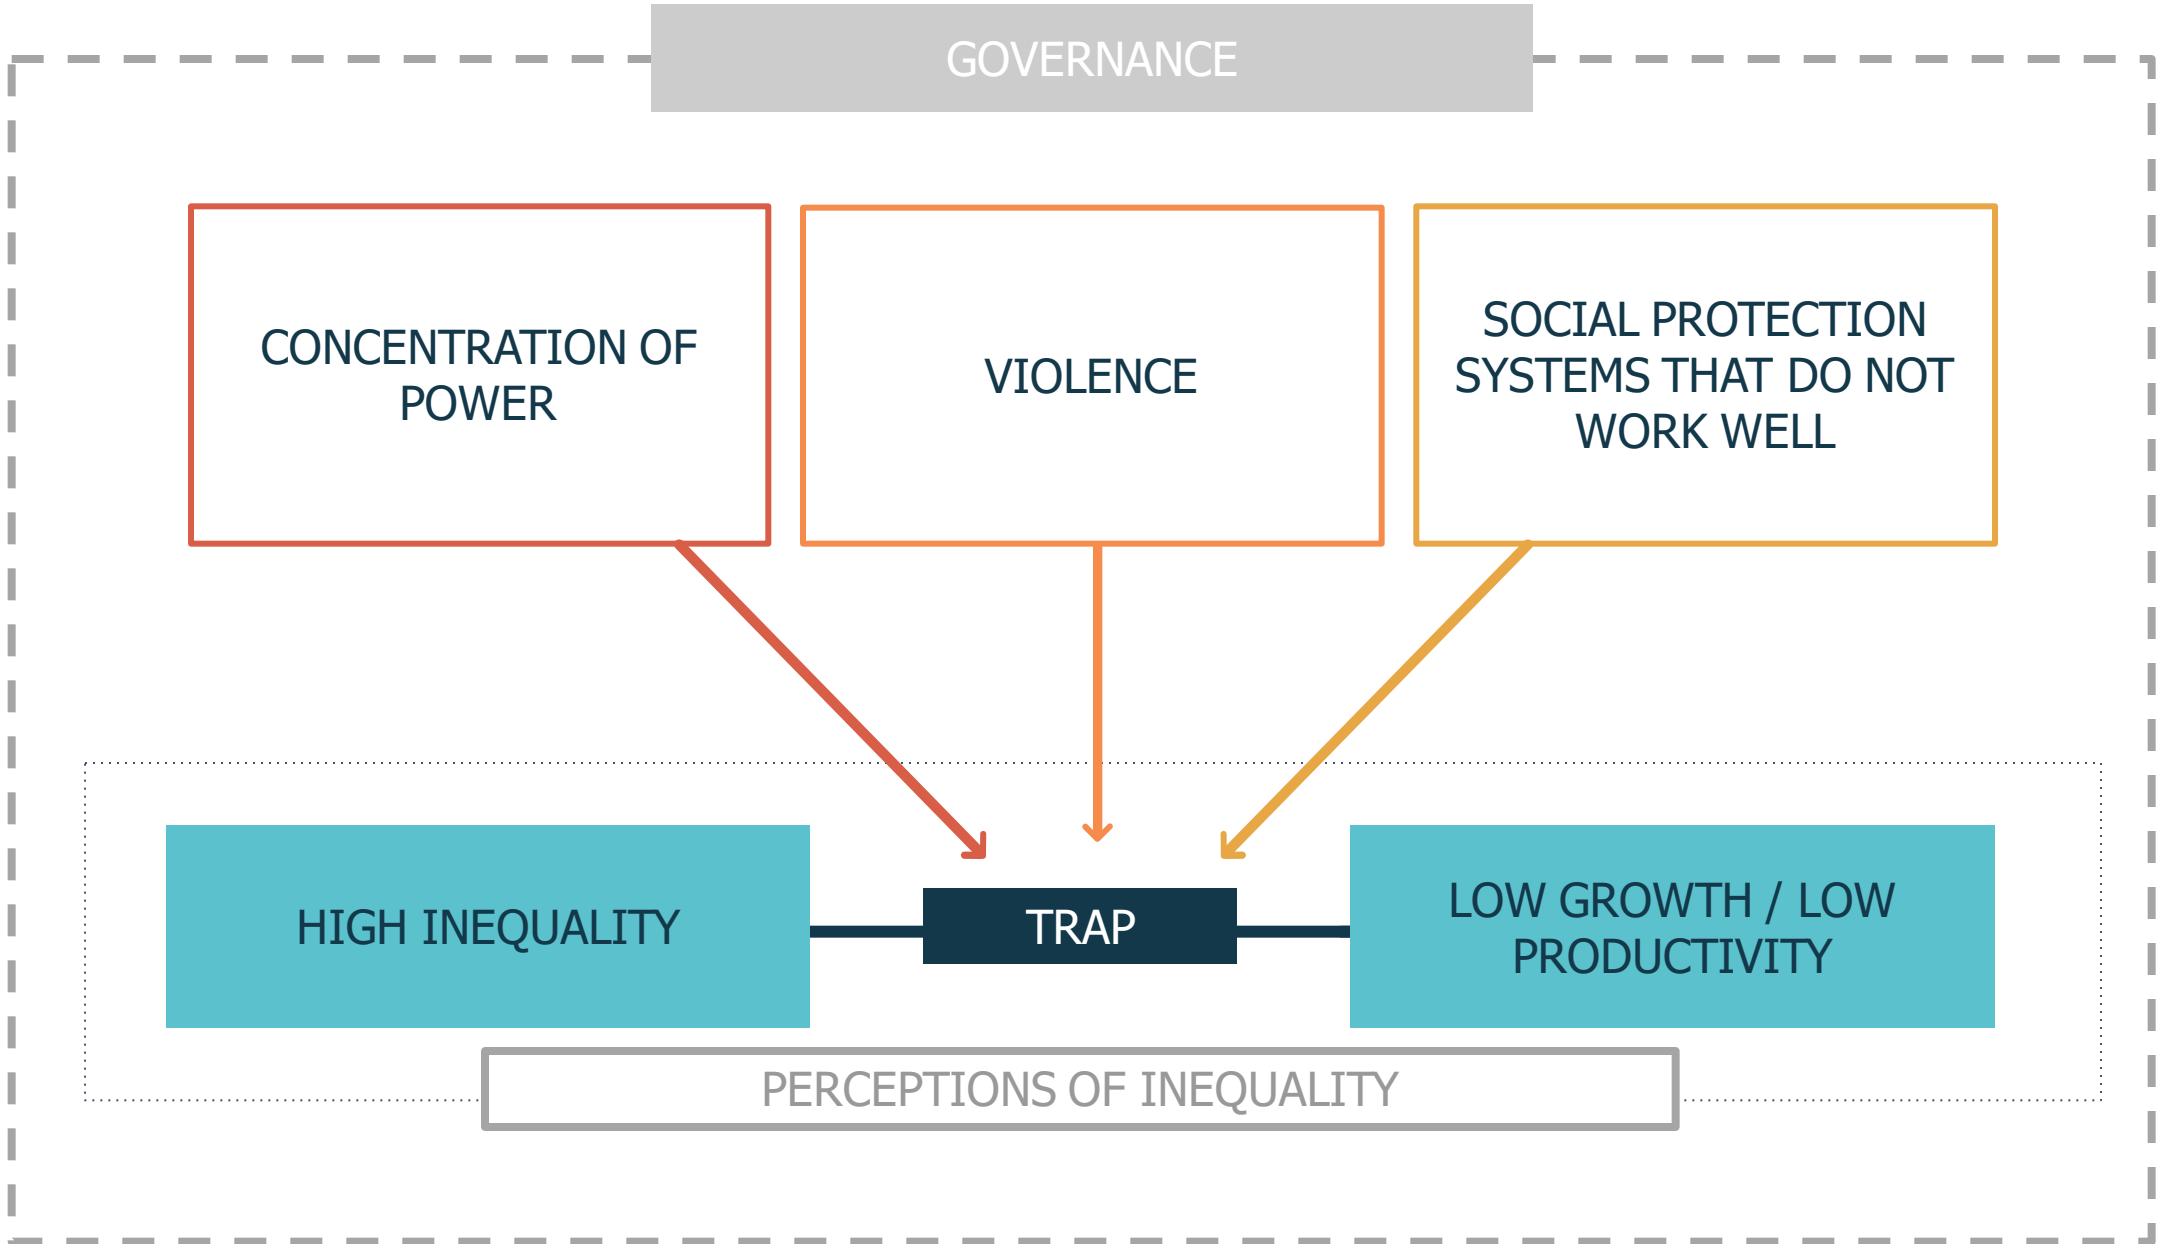 GOVERNANCE
CONCENTRATION OF
POWER
VIOLENCE
SOCIAL PROTECTION
SYSTEMS THAT DO NOT
WORK WELL
HIGH INEQUALITY
TRAP
LOW GROWTH / LOW
PRODUCTIVITY
PERCEPTIONS OF INEQUALITY